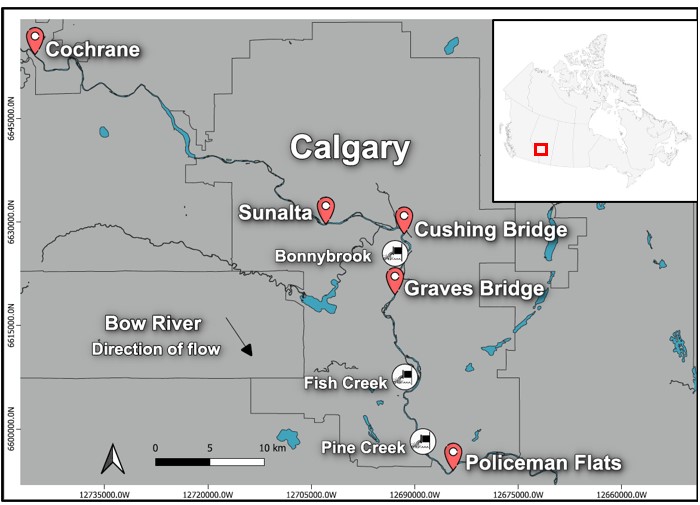 Cochrane
6645000.0N
Calgary
Sunalta
Cushing Bridge
6630000.0N
Bonnybrook
Graves Bridge
Bow River
Direction of flow
6615000.0N
Fish Creek
6600000.0N
Pine Creek
Policeman Flats
0 5 10 km
12735000.0W 12720000.0W 12705000.0W 12690000.0W 12675000.0W 12660000.0W